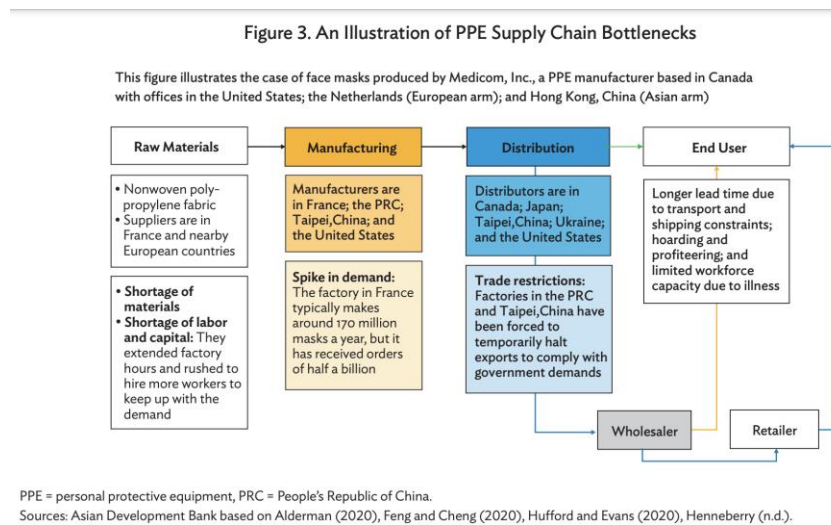 Figure 3. An Illustration of PPE Supply Chain Bottlenecks
This figure illustrates the case of face masks produced by Medicom, Inc., a PPE manufacturer based in Canada
with offices in the United States; the Netherlands (European arm); and Hong Kong, China (Asian arm)
Raw Materials
Manufacturing
Distribution
End User
• Nonwoven poly-
propylene fabric
• Suppliers are in
France and nearby
European countries
Manufacturers are
in France; the PRC;
Taipei,China; and
the United States
Distributors are in
Canada; Japan;
Taipei,China; Ukraine;
and the United States
Longer lead time due
to transport and
shipping constraints;
hoarding and
profiteering; and
limited workforce
capacity due to illness
• Shortage of
materials
• Shortage of labor
and capital: They
extended factory
hours and rushed to
hire more workers to
keep up with the
demand
Spike in demand:
The factory in France
typically makes
around 170 million
masks a year, but it
has received orders
of half a billion
Trade restrictions:
Factories in the PRC
and Taipei,China have
been forced to
temporarily halt
exports to comply with
government demands
Wholesaler
Retailer
PPE = personal protective equipment, PRC = People's Republic of China.
Sources: Asian Development Bank based on Alderman (2020), Feng and Cheng (2020), Hufford and Evans (2020), Henneberry (n.d.).